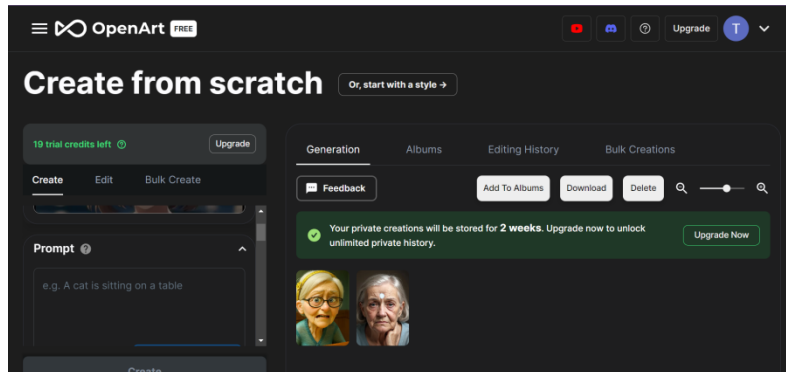 OpenArt FREE
Upgrade T
Create from scratch Or, start with a style →
19 trial credits left Upgrade
Create Edit Bulk Create
Prompt
e.g. A cat is sitting on a table
Create
Generation Albums Editing History Bulk Creations
Feedback Add To Albums Download Delete
Your private creations will be stored for 2 weeks. Upgrade now to unlock
unlimited private history.
Upgrade Now